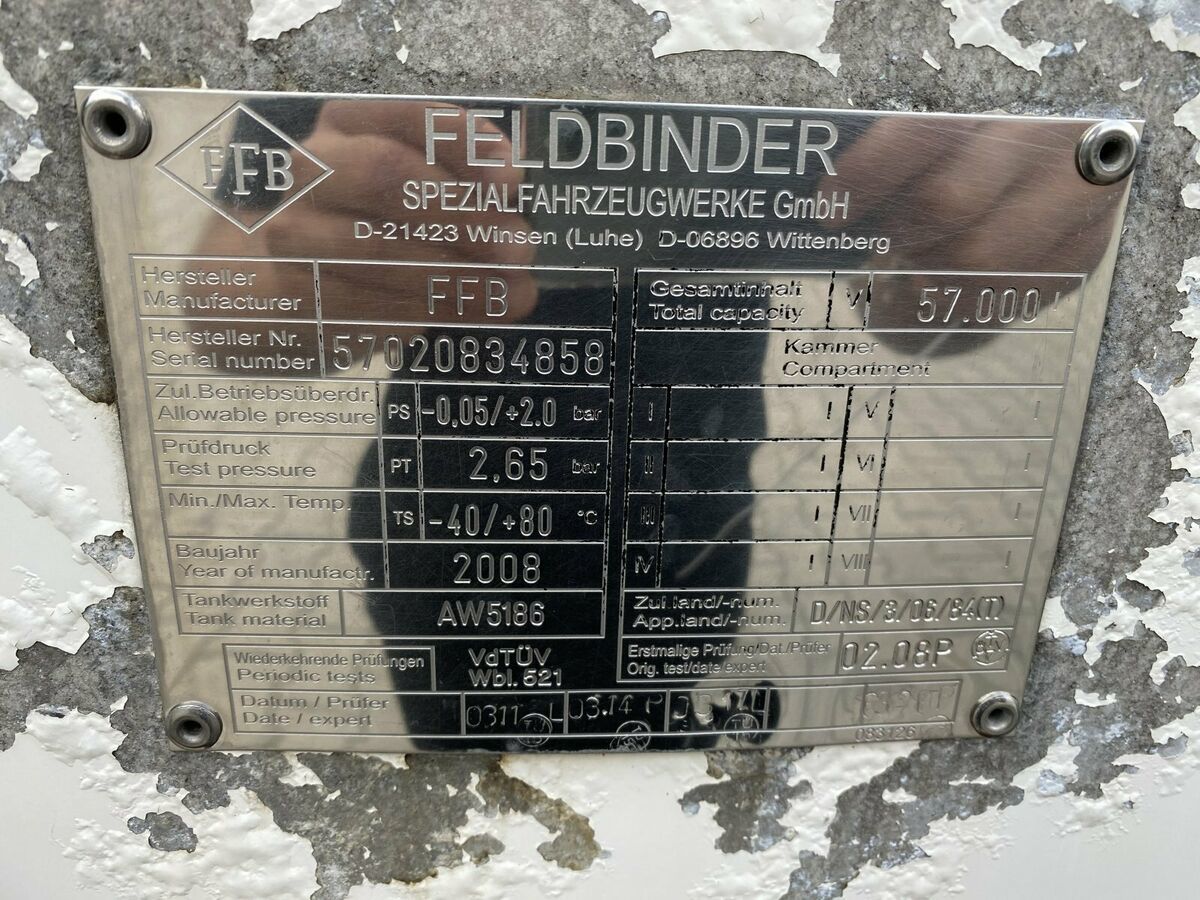 FFB
FELDBINDER
SPEZIALFAHRZEUGWERKE GmbH
D-21423 Winsen (Luhe) D-06896 Wittenberg
Hersteller
Manufacturer
FFB
Hersteller Nr.
Serial number
57020834858
Zul.Betriebsüberdr.
Allowable pressure
PS
-0,05/+2.0 bar
Prüfdruck
Test pressure
PT
2,65 bar
Min./Max. Temp.
TS
-40/+80 °C
Baujahr
Year of manufactr.
2008
Tankwerkstoff
Tank material
AW5186
Wiederkehrende Prüfungen
Periodic tests
VdTÜV
Wbl. 521
Datum / Prüfer
Date / expert
0311 L
03.14 P
Gesamtinhalt
Total capacity
V
57.000 l
Kammer
Compartment
I l V l
II l VI l
III l VII l
IV l VIII l
Zul.land/-num.
App.land/-num.
D/NS/3/06/84(T)
Erstmalige Prüfung/Dat./Prüfer
Orig. test/date/expert
02.08P